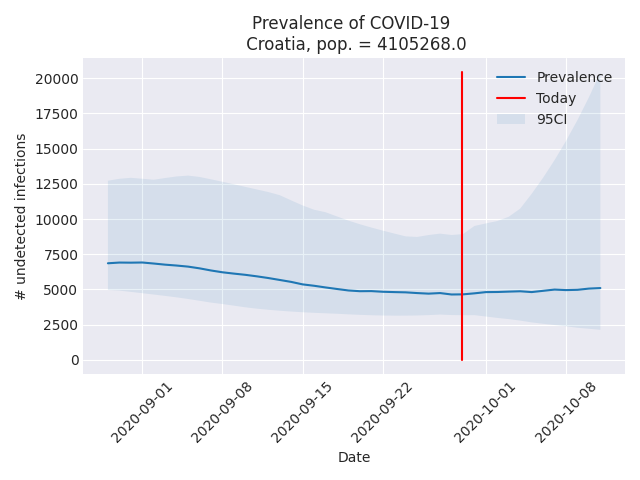 Prevalence of COVID-19
Croatia, pop. = 4105268.0
Prevalence
Today
95CI
# undetected infections
20000
17500
15000
12500
10000
7500
5000
2500
0
2020-09-01
2020-09-08
2020-09-15
2020-09-22
2020-10-01
2020-10-08
Date